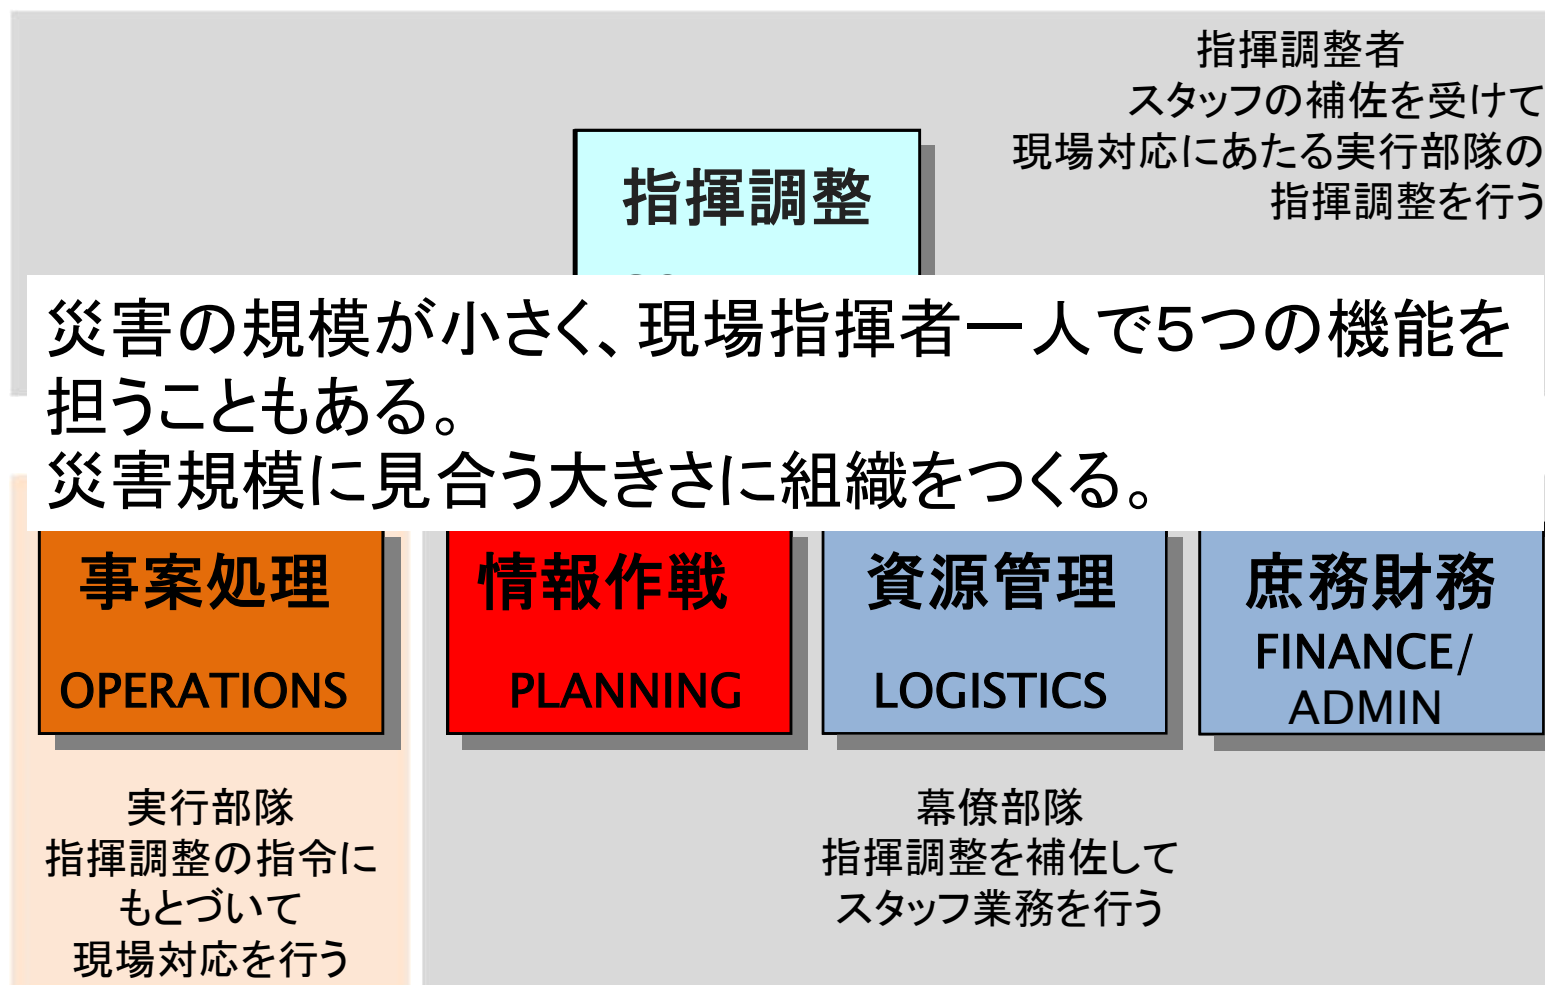 指揮調整者
スタッフの補佐を受けて
現場対応にあたる実行部隊の
指揮調整を行う
指揮調整
災害の規模が小さく、現場指揮者一人で５つの機能を
担うこともある。
災害規模に見合う大きさに組織をつくる。
事案処理
OPERATIONS
情報作戦
PLANNING
資源管理
LOGISTICS
庶務財務
FINANCE/
ADMIN
実行部隊
指揮調整の指令に
もとづいて
現場対応を行う
幕僚部隊
指揮調整を補佐して
スタッフ業務を行う